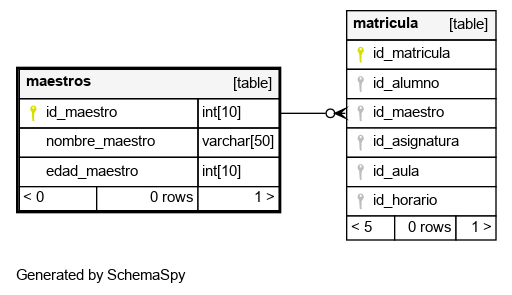 maestros [table]
id_maestro int[10]
nombre_maestro varchar[50]
edad_maestro int[10]
< 0 0 rows 1 >
matricula [table]
id_matricula
id_alumno
id_maestro
id_asignatura
id_aula
id_horario
< 5 0 rows 1 >
Generated by SchemaSpy